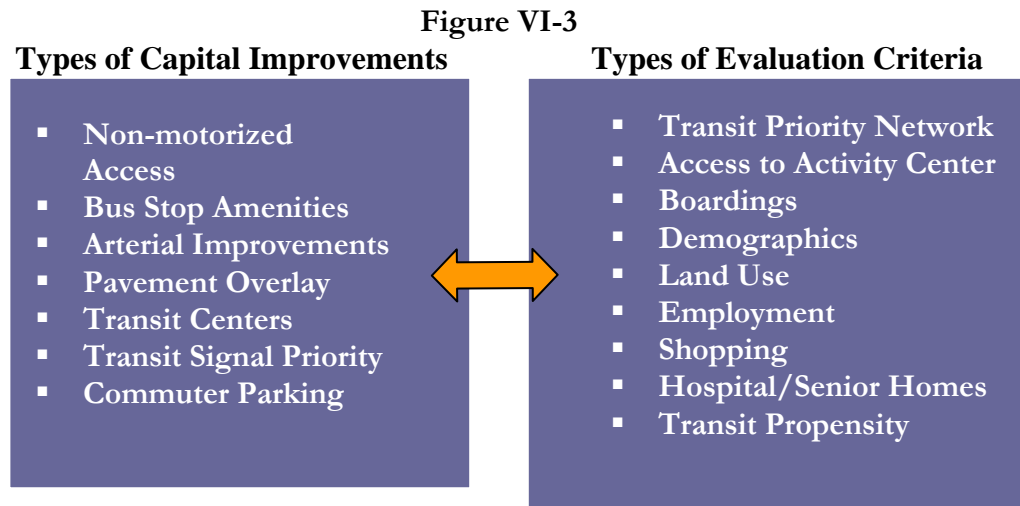 Figure VI-3
Types of Capital Improvements
▪ Non-motorized
Access
▪ Bus Stop Amenities
▪ Arterial Improvements
▪ Pavement Overlay
▪ Transit Centers
▪ Transit Signal Priority
▪ Commuter Parking
Types of Evaluation Criteria
▪ Transit Priority Network
▪ Access to Activity Center
▪ Boardings
▪ Demographics
▪ Land Use
▪ Employment
▪ Shopping
▪ Hospital/Senior Homes
▪ Transit Propensity